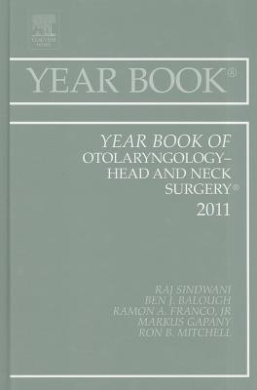 ELSEVIER
YEAR BOOK®
YEAR BOOK OF
OTOLARYNGOLOGY–
HEAD AND NECK
SURGERY®
2011
RAJ SINDWANI
BEN J. BALOUGH
RAMON A. FRANCO, JR
MARKUS GAPANY
RON B. MITCHELL